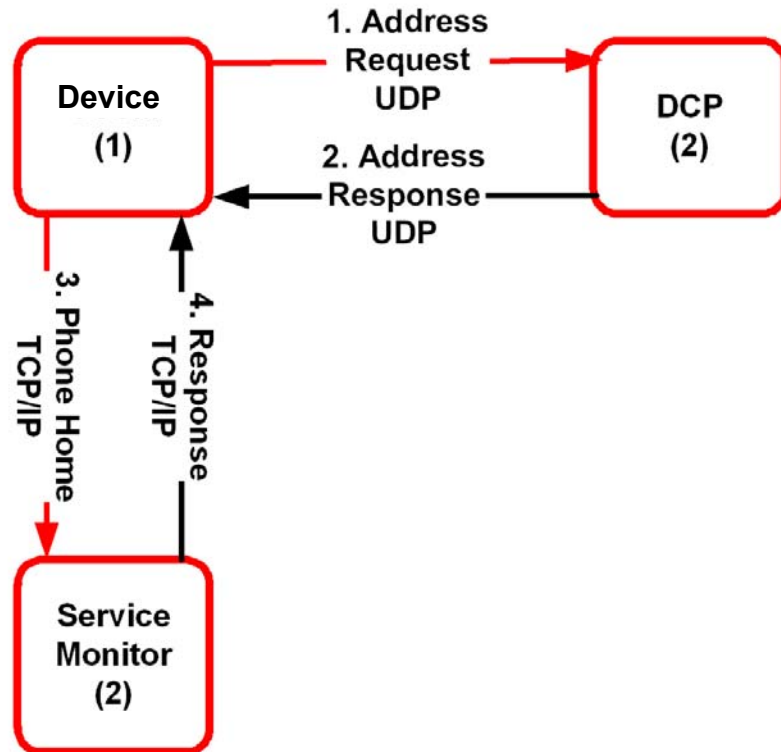 Device
(1)
1. Address
Request
UDP
DCP
(2)
2. Address
Response
UDP
3. Phone Home
TCP/IP
4. Response
TCP/IP
Service
Monitor
(2)